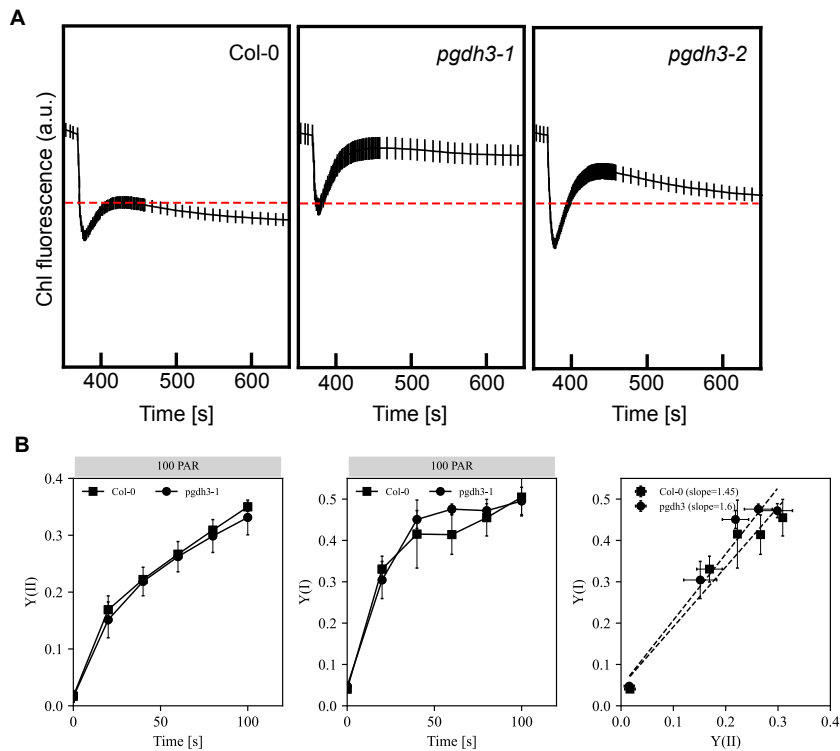 A
Col-0
pgdh3-1
pgdh3-2
Chl fluorescence (a.u.)
400 500 600
400 500 600
400 500 600
Time [s]
Time [s]
Time [s]
B
100 PAR
100 PAR
Col-0 pgdh3-1
Col-0 pgdh3-1
Col-0 (slope=1.45)
pgdh3 (slope=1.6)
Y(II)
0.4
0.3
0.2
0.1
0.0
0 50 100
Time [s]
Y(I)
0.5
0.4
0.3
0.2
0.1
0.0
0 50 100
Time [s]
Y(I)
0.5
0.4
0.3
0.2
0.1
0.0
0.0 0.1 0.2 0.3 0.4
Y(II)